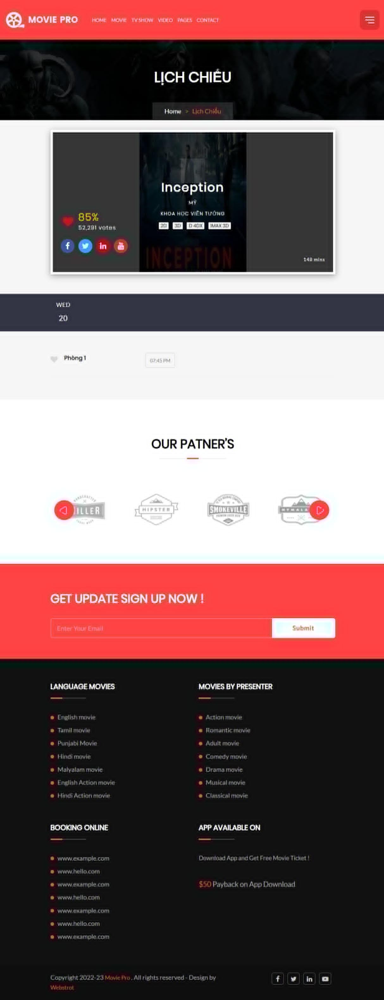 MOVIE PRO
HOME MOVIE TV SHOW VIDEO PAGES CONTACT
LỊCH CHIẾU
Home > Lịch Chiếu
Inception
MỸ
KHOA HỌC VIỄN TƯỞNG
2D 3D D 4DX IMAX 3D
85%
52,291 votes
INCEPTION
148 mins
WED
20
Phòng 1
07:45 PM
OUR PATNER'S
HANDCRAFTED
ILLER
HIPSTER
SMOKEVILLE
HYMALA
GET UPDATE SIGN UP NOW !
Enter Your Email
Submit
LANGUAGE MOVIES
English movie
Tamil movie
Punjabi Movie
Hindi movie
Malyalam movie
English Action movie
Hindi Action movie
MOVIES BY PRESENTER
Action movie
Romantic movie
Adult movie
Comedy movie
Drama movie
Musical movie
Classical movie
BOOKING ONLINE
www.example.com
www.hello.com
www.example.com
www.hello.com
www.example.com
www.hello.com
www.example.com
APP AVAILABLE ON
Download App and Get Free Movie Ticket !
$50 Payback on App Download
Copyright 2022-23 Movie Pro . All rights reserved - Design by
Webstrot